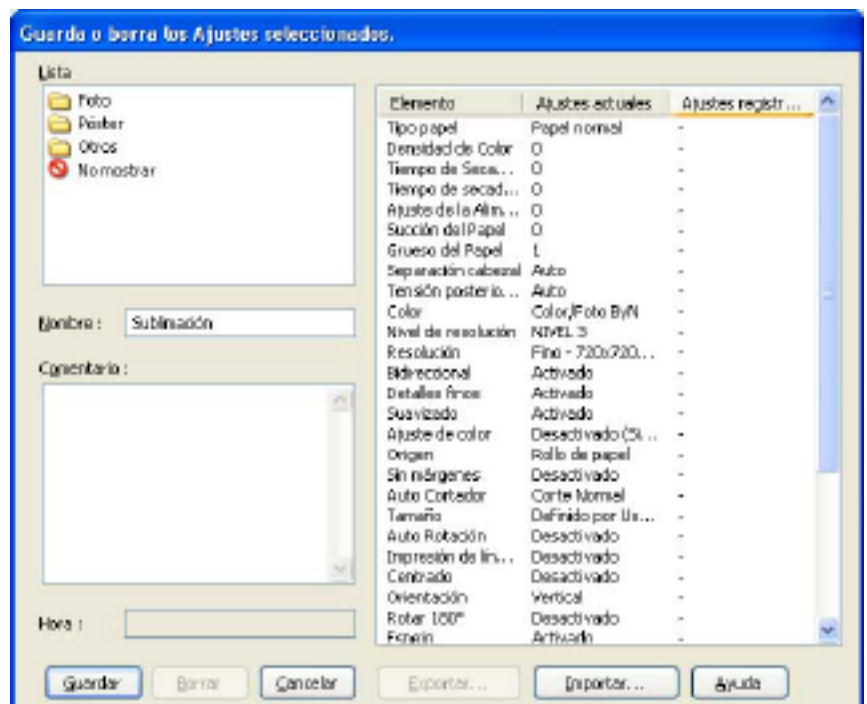 Guarda o borra los Ajustes seleccionados.
Lista
Foto
Póster
Otros
No mostrar
Nombre :
Sublimación
Comentario :
Hora :
Elemento Ajustes actuales Ajustes registr...
Tipo papel Papel normal -
Densidad de Color 0 -
Tiempo de Seca... 0 -
Tiempo de secad... 0 -
Ajuste de la Alim... 0 -
Succión del Papel 0 -
Grueso del Papel 1 -
Separación cabezal Auto -
Tensión posterio... Auto -
Color Color/Foto ByN -
Nivel de resolución NIVEL 3 -
Resolución Fino - 720x720... -
Bidireccional Activado -
Detalles finos Activado -
Suavizado Activado -
Ajuste de color Desactivado (Si... -
Origen Rollo de papel -
Sin márgenes Desactivado -
Auto Cortador Corte Normal -
Tamaño Definido por Us... -
Auto Rotación Desactivado -
Impresión de lín... Desactivado -
Centrado Desactivado -
Orientación Vertical -
Rotar 180° Desactivado -
Espejo Activado -
Guardar Borrar Cancelar Exportar... Importar... Ayuda